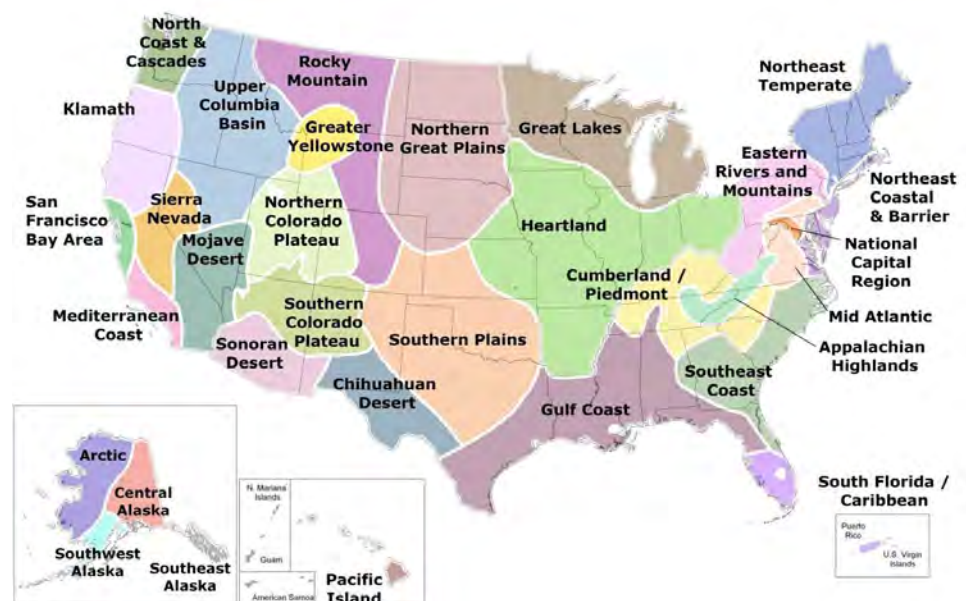 North
Coast &
Cascades
Klamath
Upper
Columbia
Basin
Rocky
Mountain
Greater
Yellowstone
Northern
Great Plains
Great Lakes
Northeast
Temperate
Eastern
Rivers and
Mountains
Northeast
Coastal
& Barrier
National
Capital
Region
San
Francisco
Bay Area
Sierra
Nevada
Mojave
Desert
Northern
Colorado
Plateau
Heartland
Cumberland /
Piedmont
Mid Atlantic
Appalachian
Highlands
Mediterranean
Coast
Sonoran
Desert
Southern
Colorado
Plateau
Southern Plains
Southeast
Coast
Chihuahuan
Desert
Gulf Coast
South Florida /
Caribbean
Puerto
Rico
U.S. Virgin
Islands
Arctic
Central
Alaska
Southwest
Alaska
Southeast
Alaska
N. Mariana
Islands
Guam
American Samoa
Pacific
Island